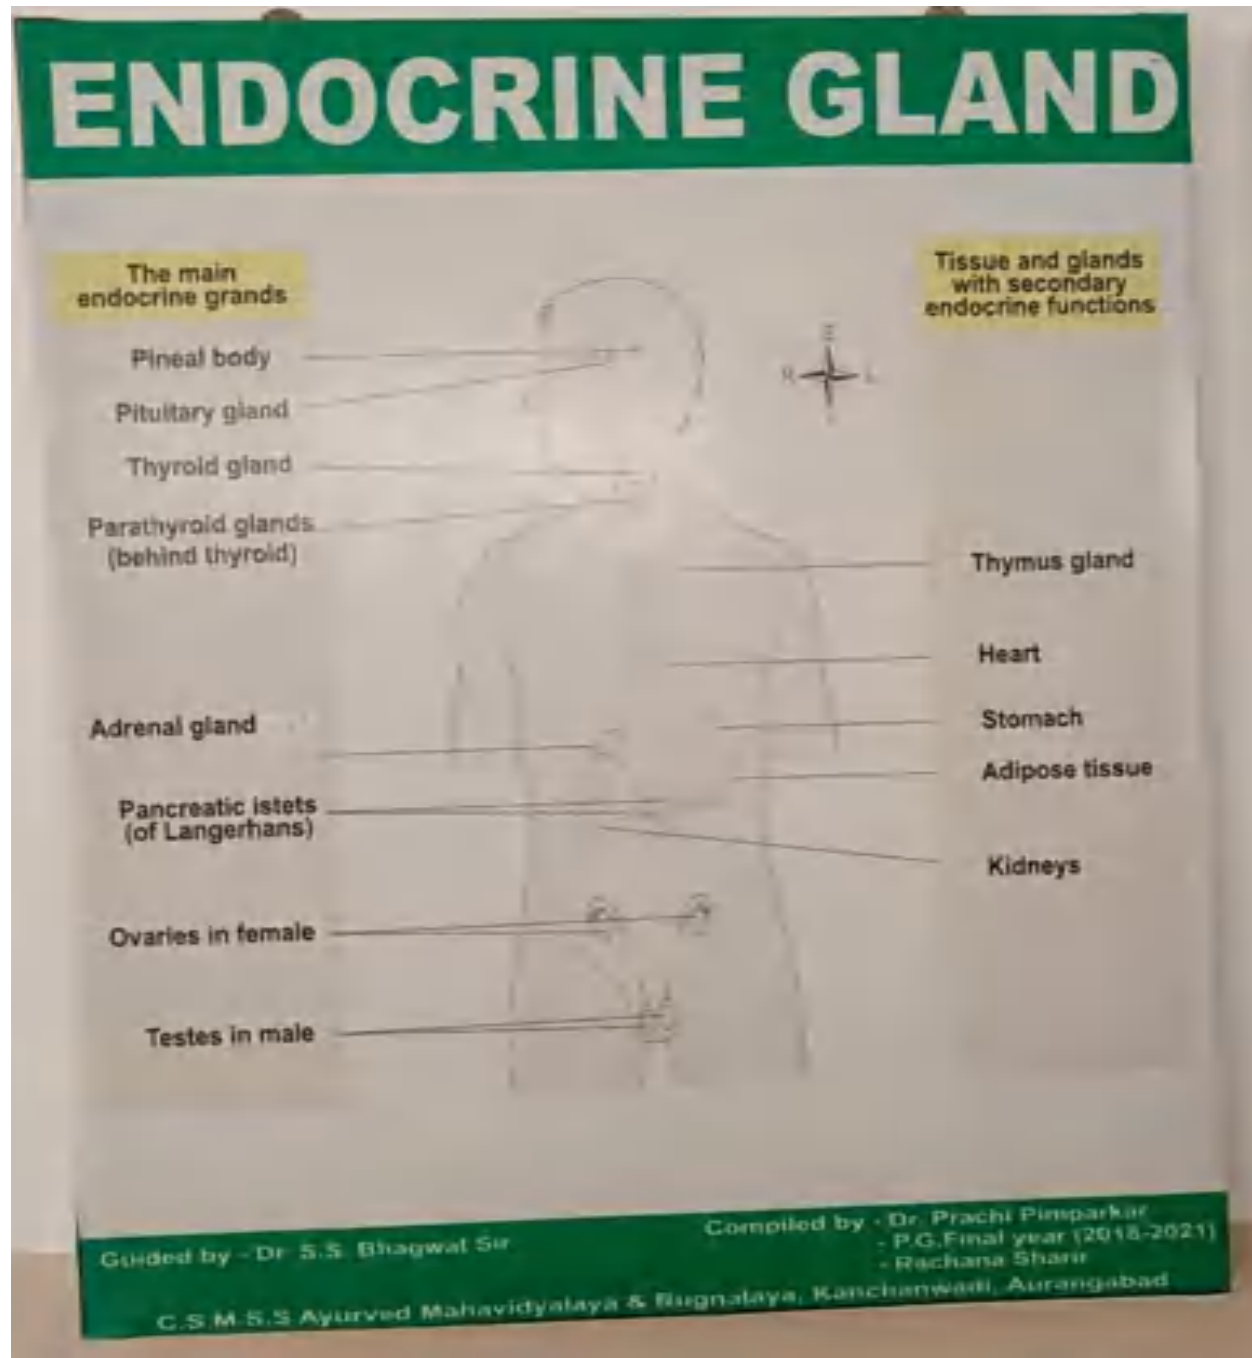 ENDOCRINE GLAND
The main
endocrine grands
Pineal body
Pituitary gland
Thyroid gland
Parathyroid glands
(behind thyroid)
Adrenal gland
Pancreatic istets
(of Langerhans)
Ovaries in female
Testes in male
Tissue and glands
with secondary
endocrine functions
R L
Thymus gland
Heart
Stomach
Adipose tissue
Kidneys
Guided by - Dr. S.S. Bhagwat Sir
Compiled by - Dr. Prachi Pimparkar
- P.G.Final year (2018-2021)
- Rachana Sharir
C.S.M.S.S Ayurved Mahavidyalaya & Rugnalaya, Kanchanwadi, Aurangabad